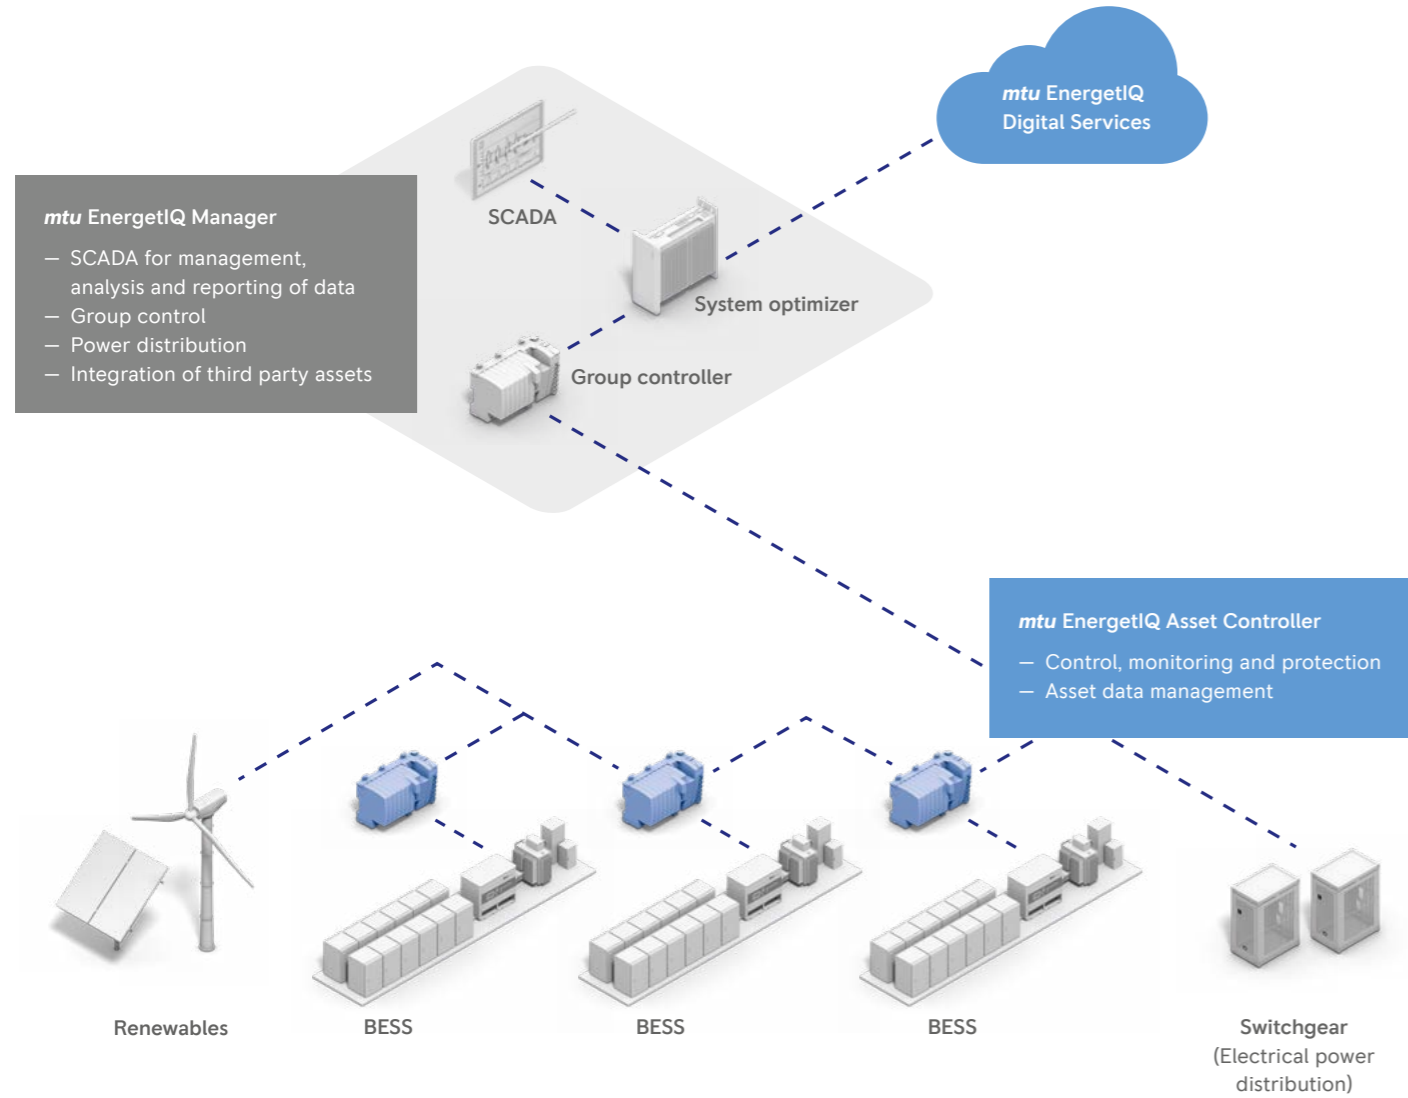 mtu EnergetIQ
Digital Services
mtu EnergetIQ Manager
— SCADA for management,
analysis and reporting of data
— Group control
— Power distribution
— Integration of third party assets
SCADA
System optimizer
Group controller
mtu EnergetIQ Asset Controller
— Control, monitoring and protection
— Asset data management
Renewables
BESS
BESS
BESS
Switchgear
(Electrical power
distribution)